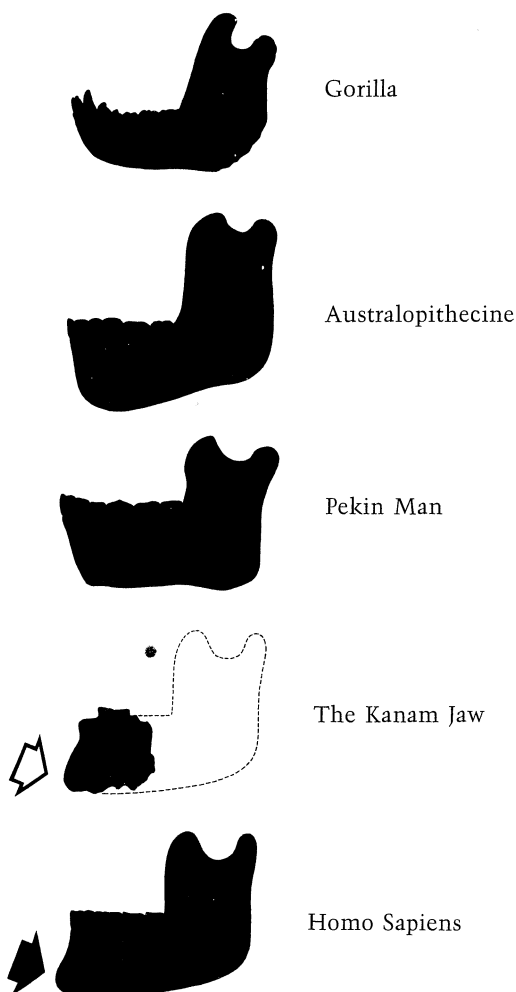 Gorilla
Australopithecine
Pekin Man
The Kanam Jaw
Homo Sapiens